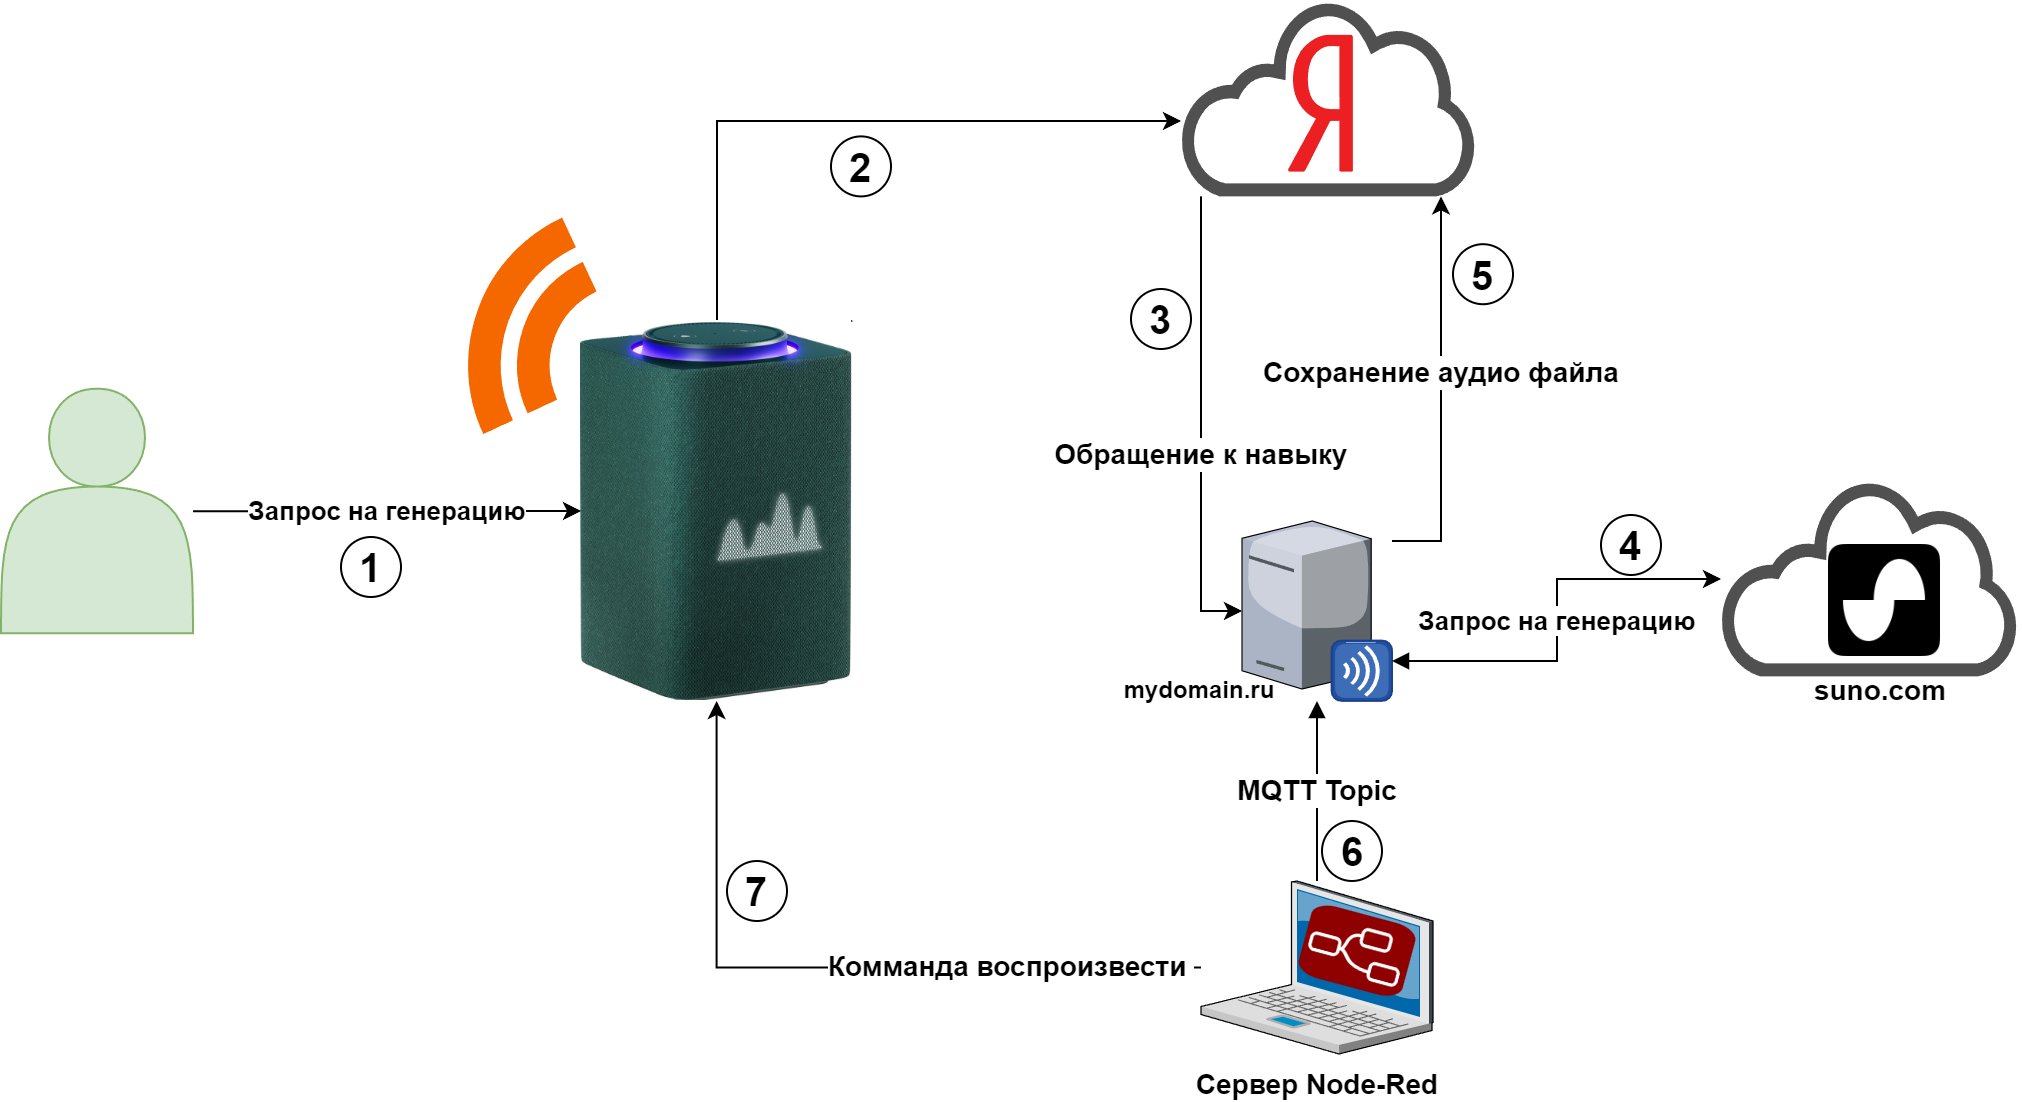 Я
2
5
3
Сохранение аудио файла
Обращение к навыку
Запрос на генерацию
1
4
Запрос на генерацию
mydomain.ru
suno.com
MQTT Topic
6
7
Комманда воспроизвести
Сервер Node-Red